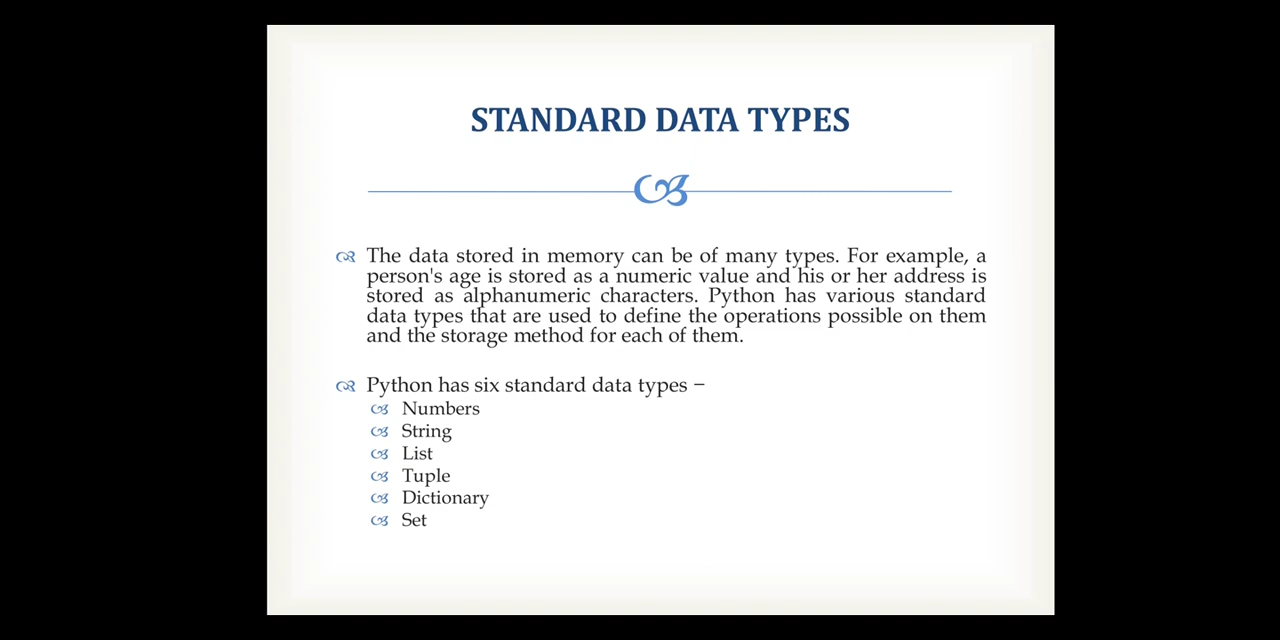 STANDARD DATA TYPES
The data stored in memory can be of many types. For example, a
person's age is stored as a numeric value and his or her address is
stored as alphanumeric characters. Python has various standard
data types that are used to define the operations possible on them
and the storage method for each of them.
Python has six standard data types −
Numbers
String
List
Tuple
Dictionary
Set